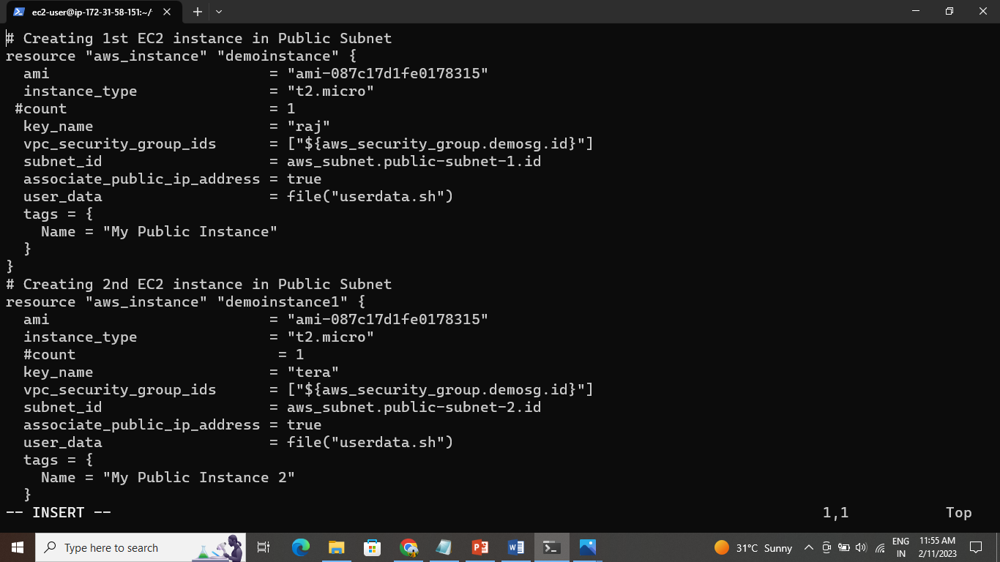 ec2-user@ip-172-31-58-151:~/
# Creating 1st EC2 instance in Public Subnet
resource "aws_instance" "demoinstance" {
  ami                         = "ami-087c17d1fe0178315"
  instance_type               = "t2.micro"
 #count                       = 1
  key_name                    = "raj"
  vpc_security_group_ids      = ["${aws_security_group.demosg.id}"]
  subnet_id                   = aws_subnet.public-subnet-1.id
  associate_public_ip_address = true
  user_data                   = file("userdata.sh")
  tags = {
    Name = "My Public Instance"
  }
}
# Creating 2nd EC2 instance in Public Subnet
resource "aws_instance" "demoinstance1" {
  ami                         = "ami-087c17d1fe0178315"
  instance_type               = "t2.micro"
  #count                       = 1
  key_name                    = "tera"
  vpc_security_group_ids      = ["${aws_security_group.demosg.id}"]
  subnet_id                   = aws_subnet.public-subnet-2.id
  associate_public_ip_address = true
  user_data                   = file("userdata.sh")
  tags = {
    Name = "My Public Instance 2"
  }
-- INSERT -- 1,1 Top
Type here to search
31°C Sunny
ENG
IN
11:55 AM
2/11/2023